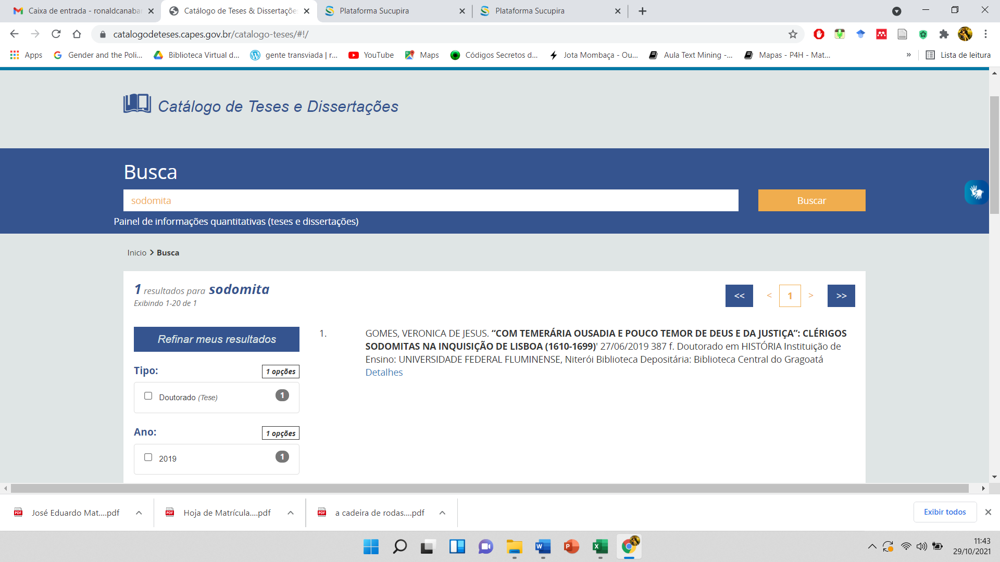 Caixa de entrada - ronaldcanabar
Catálogo de Teses & Dissertaçõe
Plataforma Sucupira
Plataforma Sucupira
catalogodeteses.capes.gov.br/catalogo-teses/#!/
Apps
Gender and the Poli...
Biblioteca Virtual d...
gente transviada | r...
YouTube
Maps
Códigos Secretos d...
Jota Mombaça - Ou...
Aula Text Mining -...
Mapas - P4H - Mat...
»
Lista de leitura
Catálogo de Teses e Dissertações
Busca
sodomita
Buscar
Painel de informações quantitativas (teses e dissertações)
Inicio > Busca
1 resultados para sodomita
Exibindo 1-20 de 1
<< < 1 > >>
Refinar meus resultados
Tipo:
1 opções
Doutorado (Tese)
1
Ano:
1 opções
2019
1
1.
GOMES, VERONICA DE JESUS. “COM TEMERÁRIA OUSADIA E POUCO TEMOR DE DEUS E DA JUSTIÇA”: CLÉRIGOS
SODOMITAS NA INQUISIÇÃO DE LISBOA (1610-1699)' 27/06/2019 387 f. Doutorado em HISTÓRIA Instituição de
Ensino: UNIVERSIDADE FEDERAL FLUMINENSE, Niterói Biblioteca Depositária: Biblioteca Central do Gragoatá
Detalhes
José Eduardo Mat....pdf
Hoja de Matrícula....pdf
a cadeira de rodas....pdf
Exibir todos
11:43
29/10/2021